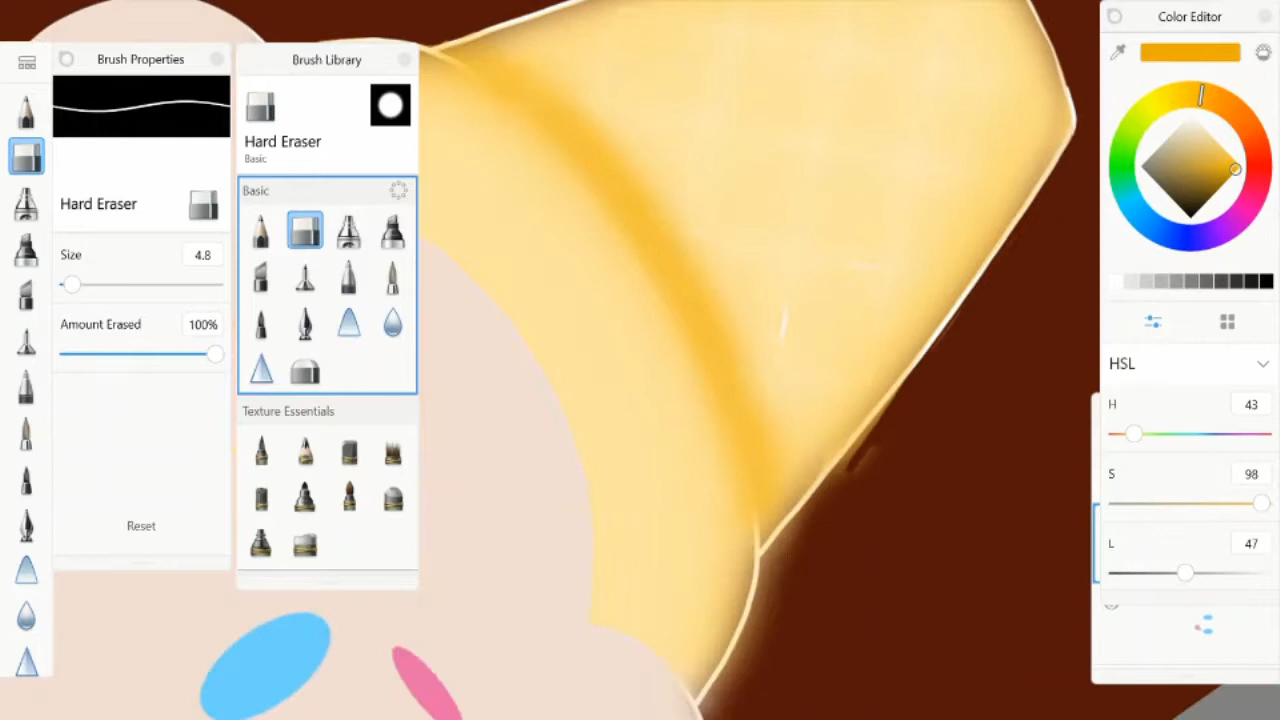 Brush Properties
Hard Eraser
Size
4.8
Amount Erased
100%
Reset
Brush Library
Hard Eraser
Basic
Basic
Texture Essentials
Color Editor
HSL
H
43
S
98
L
47